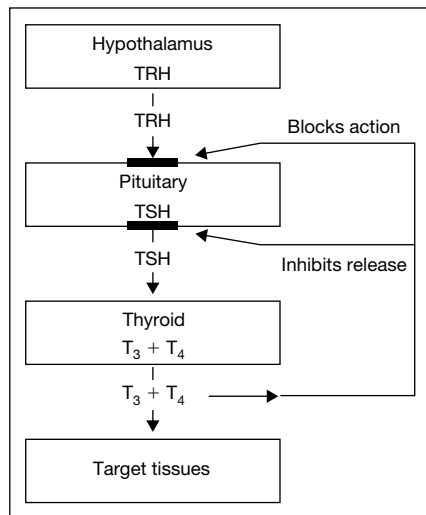 Hypothalamus
TRH
TRH
Blocks action
Pituitary
TSH
TSH
Inhibits release
Thyroid
T₃ + T₄
T₃ + T₄
Target tissues